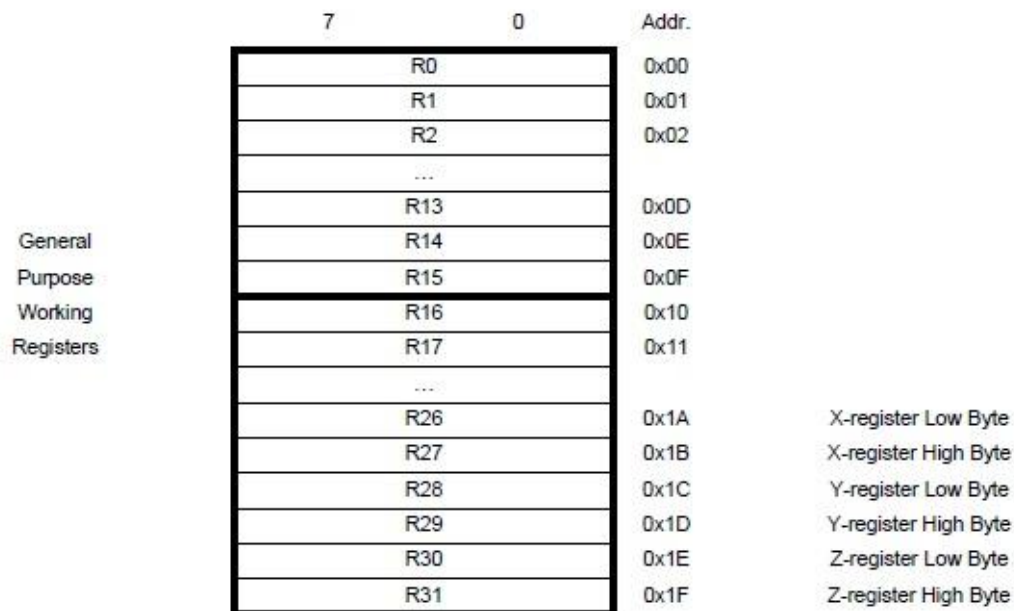 7 0 Addr.
R0 0x00
R1 0x01
R2 0x02
...
R13 0x0D
General R14 0x0E
Purpose R15 0x0F
Working R16 0x10
Registers R17 0x11
...
R26 0x1A X-register Low Byte
R27 0x1B X-register High Byte
R28 0x1C Y-register Low Byte
R29 0x1D Y-register High Byte
R30 0x1E Z-register Low Byte
R31 0x1F Z-register High Byte